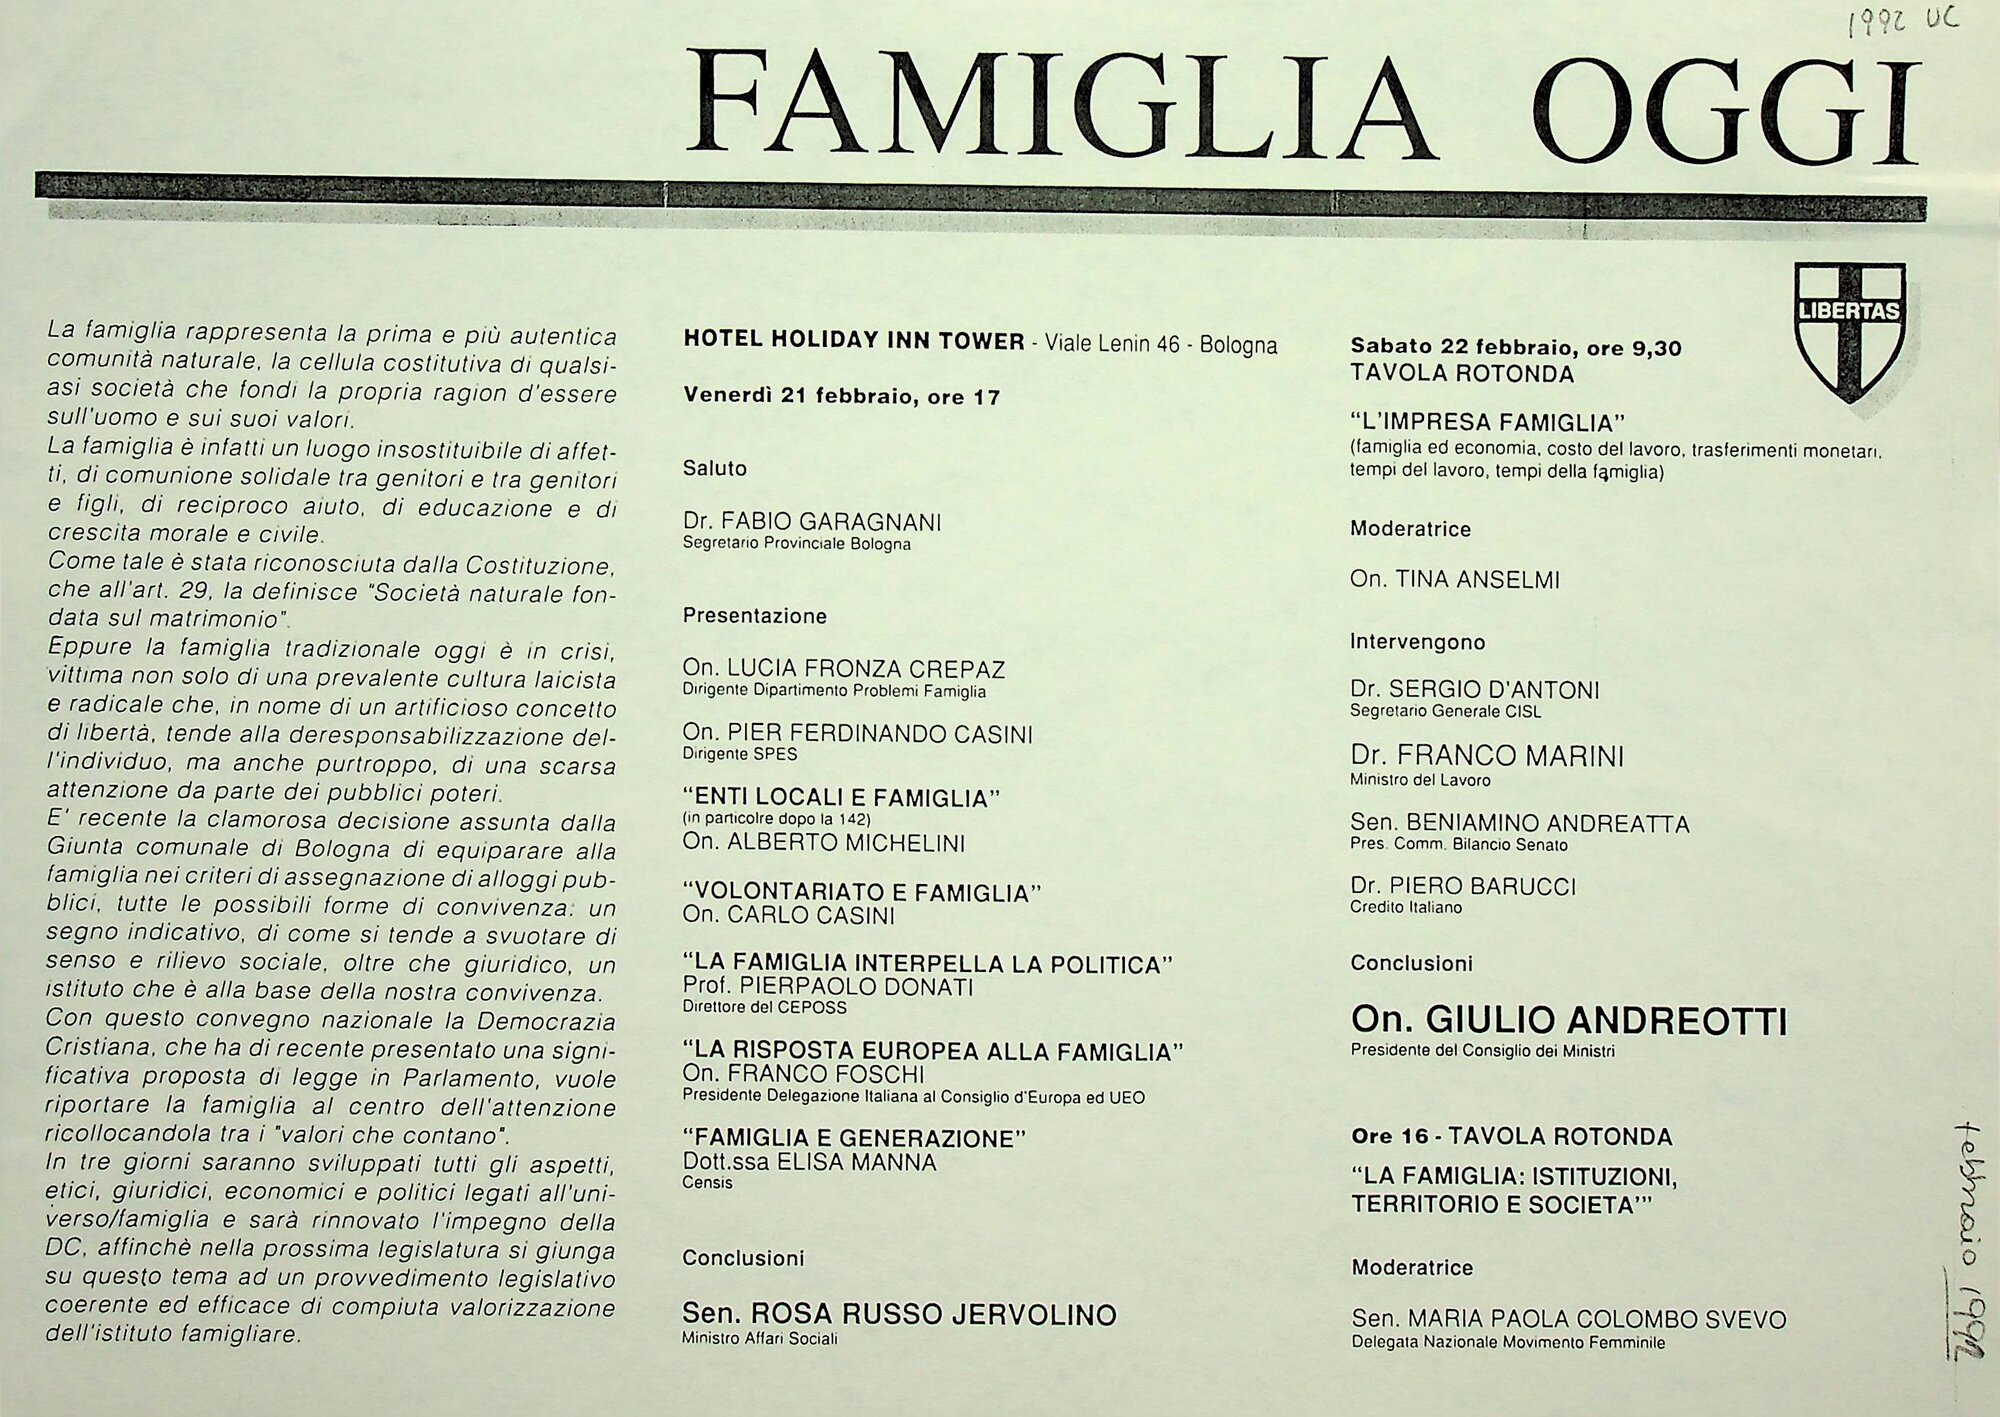 1992 UC
FAMIGLIA OGGI
LIBERTAS
La famiglia rappresenta la prima e più autentica
comunità naturale, la cellula costitutiva di qualsi-
asi società che fondi la propria ragion d'essere
sull'uomo e sui suoi valori.
La famiglia è infatti un luogo insostituibile di affet-
ti, di comunione solidale tra genitori e tra genitori
e figli, di reciproco aiuto, di educazione e di
crescita morale e civile.
Come tale è stata riconosciuta dalla Costituzione,
che all'art. 29, la definisce "Società naturale fon-
data sul matrimonio".
Eppure la famiglia tradizionale oggi è in crisi,
vittima non solo di una prevalente cultura laicista
e radicale che, in nome di un artificioso concetto
di libertà, tende alla deresponsabilizzazione del-
l'individuo, ma anche purtroppo, di una scarsa
attenzione da parte dei pubblici poteri.
E' recente la clamorosa decisione assunta dalla
Giunta comunale di Bologna di equiparare alla
famiglia nei criteri di assegnazione di alloggi pub-
blici, tutte le possibili forme di convivenza: un
segno indicativo, di come si tende a svuotare di
senso e rilievo sociale, oltre che giuridico, un
istituto che è alla base della nostra convivenza.
Con questo convegno nazionale la Democrazia
Cristiana, che ha di recente presentato una signi-
ficativa proposta di legge in Parlamento, vuole
riportare la famiglia al centro dell'attenzione
ricollocandola tra i "valori che contano".
In tre giorni saranno sviluppati tutti gli aspetti,
etici, giuridici, economici e politici legati all'uni-
verso/famiglia e sarà rinnovato l'impegno della
DC, affinchè nella prossima legislatura si giunga
su questo tema ad un provvedimento legislativo
coerente ed efficace di compiuta valorizzazione
dell'istituto famigliare.
HOTEL HOLIDAY INN TOWER - Viale Lenin 46 - Bologna
Venerdì 21 febbraio, ore 17
Saluto
Dr. FABIO GARAGNANI
Segretario Provinciale Bologna
Presentazione
On. LUCIA FRONZA CREPAZ
Dirigente Dipartimento Problemi Famiglia
On. PIER FERDINANDO CASINI
Dirigente SPES
"ENTI LOCALI E FAMIGLIA"
(in particolre dopo la 142)
On. ALBERTO MICHELINI
"VOLONTARIATO E FAMIGLIA"
On. CARLO CASINI
"LA FAMIGLIA INTERPELLA LA POLITICA"
Prof. PIERPAOLO DONATI
Direttore del CEPOSS
"LA RISPOSTA EUROPEA ALLA FAMIGLIA"
On. FRANCO FOSCHI
Presidente Delegazione Italiana al Consiglio d'Europa ed UEO
"FAMIGLIA E GENERAZIONE"
Dott.ssa ELISA MANNA
Censis
Conclusioni
Sen. ROSA RUSSO JERVOLINO
Ministro Affari Sociali
Sabato 22 febbraio, ore 9,30
TAVOLA ROTONDA
"L'IMPRESA FAMIGLIA"
(famiglia ed economia, costo del lavoro, trasferimenti monetari,
tempi del lavoro, tempi della famiglia)
Moderatrice
On. TINA ANSELMI
Intervengono
Dr. SERGIO D'ANTONI
Segretario Generale CISL
Dr. FRANCO MARINI
Ministro del Lavoro
Sen. BENIAMINO ANDREATTA
Pres. Comm. Bilancio Senato
Dr. PIERO BARUCCI
Credito Italiano
Conclusioni
On. GIULIO ANDREOTTI
Presidente del Consiglio dei Ministri
Ore 16 - TAVOLA ROTONDA
"LA FAMIGLIA: ISTITUZIONI,
TERRITORIO E SOCIETA'"
Moderatrice
Sen. MARIA PAOLA COLOMBO SVEVO
Delegata Nazionale Movimento Femminile
febbraio 1992